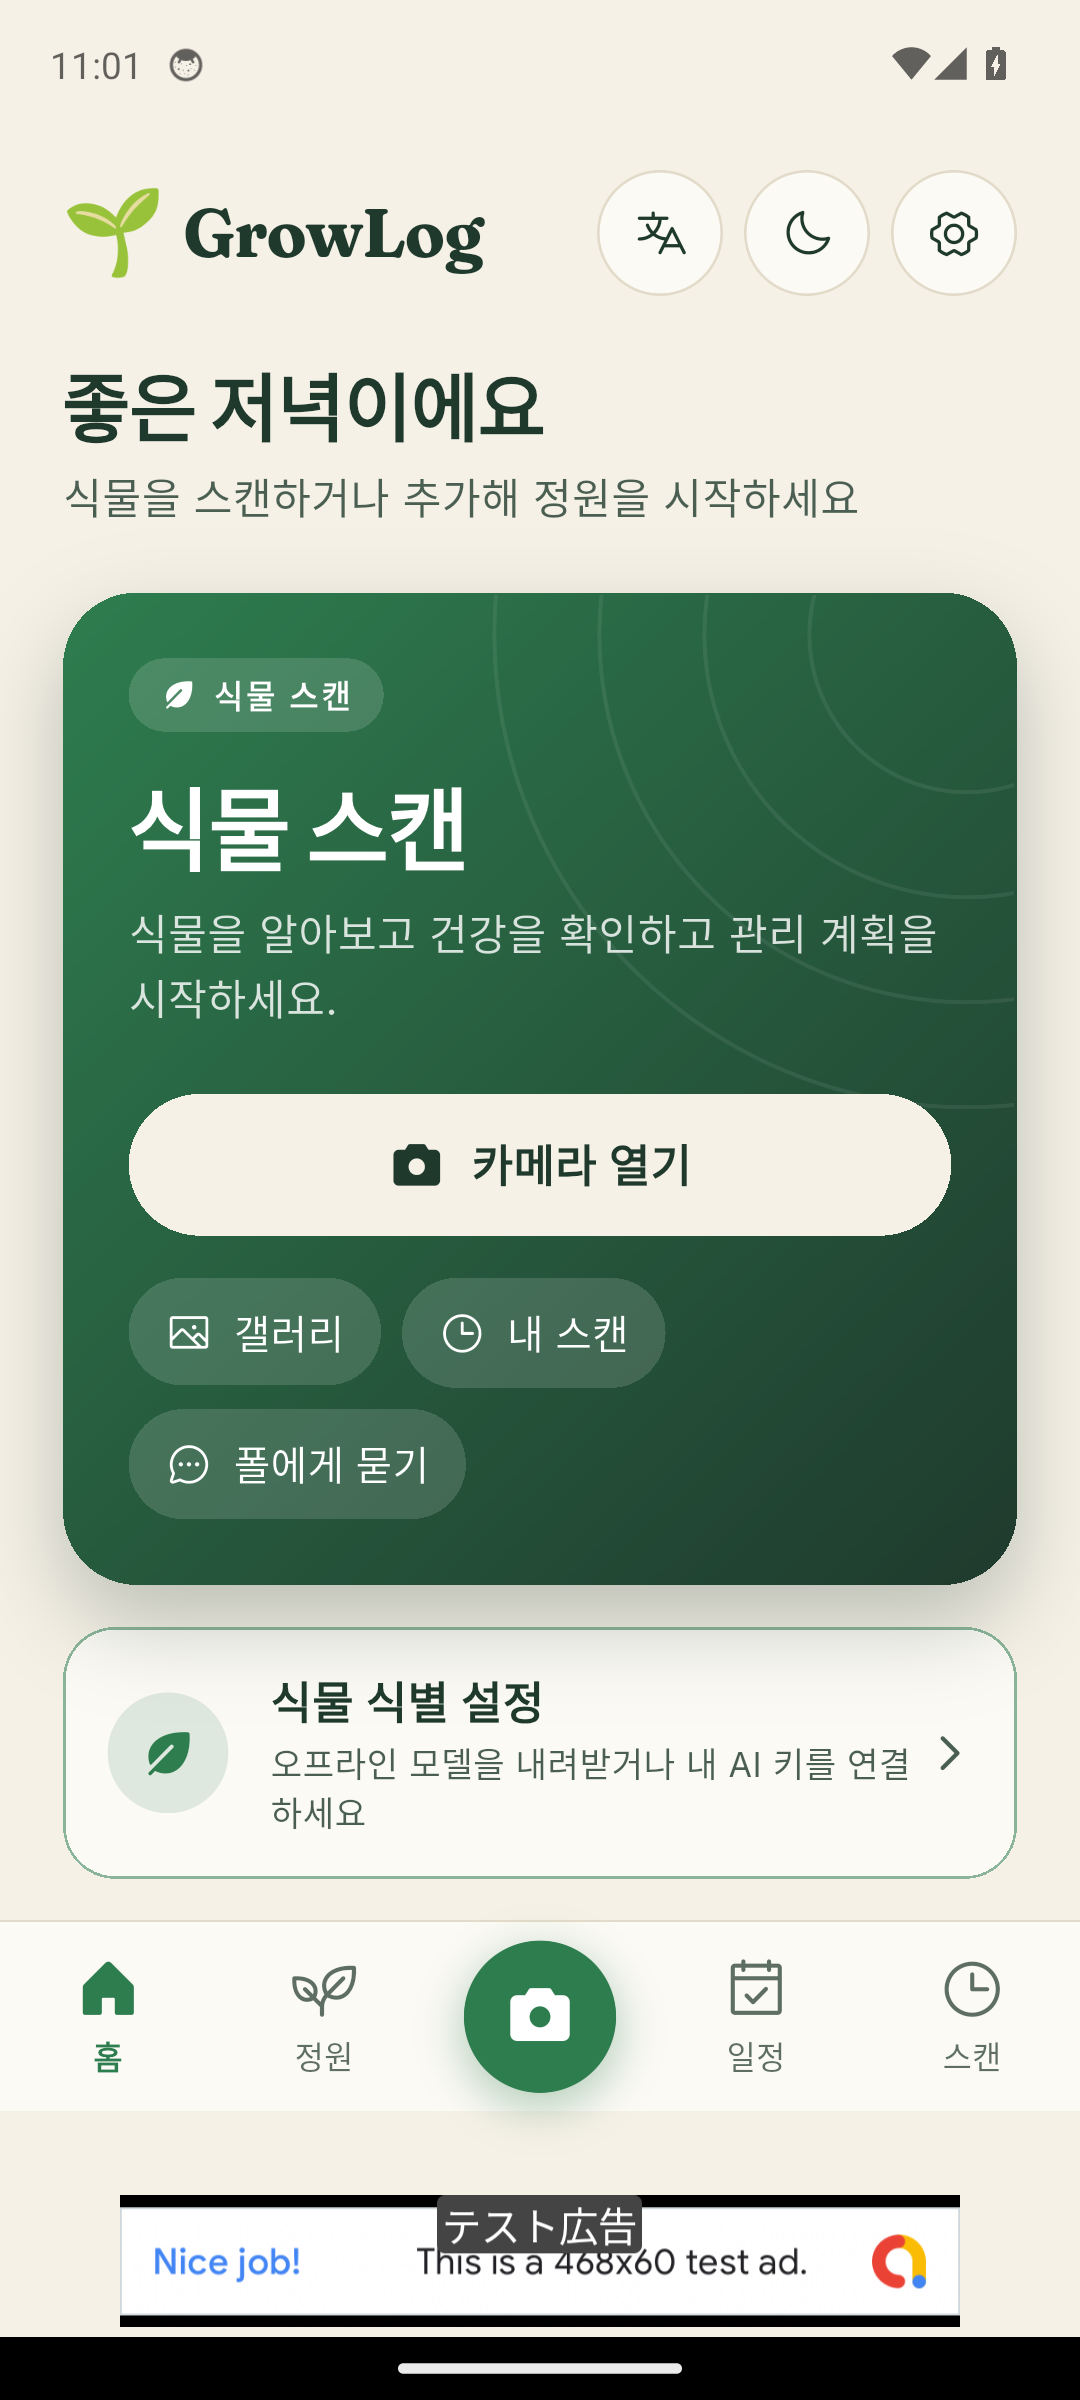 11:01
GrowLog
좋은 저녁이에요
식물을 스캔하거나 추가해 정원을 시작하세요
식물 스캔
식물 스캔
식물을 알아보고 건강을 확인하고 관리 계획을
시작하세요.
카메라 열기
갤러리
내 스캔
폴에게 묻기
식물 식별 설정
오프라인 모델을 내려받거나 내 AI 키를 연결
하세요
홈
정원
일정
스캔
テスト広告
Nice job!
This is a 468x60 test ad.